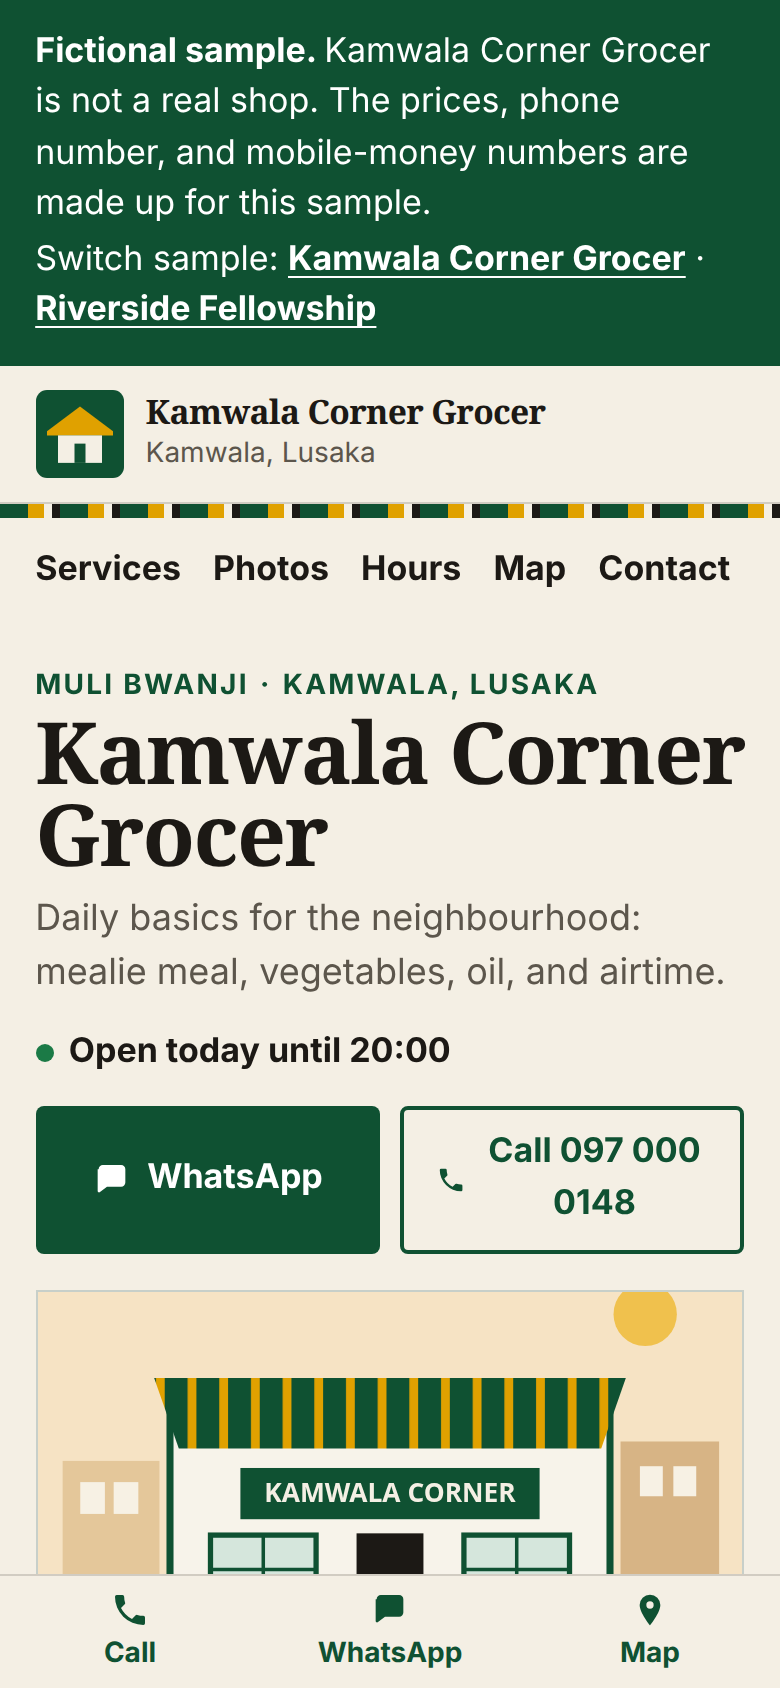 Fictional sample. Kamwala Corner Grocer
is not a real shop. The prices, phone
number, and mobile-money numbers are
made up for this sample.
Switch sample: Kamwala Corner Grocer ·
Riverside Fellowship
Kamwala Corner Grocer
Kamwala, Lusaka
Services Photos Hours Map Contact
MULI BWANJI · KAMWALA, LUSAKA
Kamwala Corner
Grocer
Daily basics for the neighbourhood:
mealie meal, vegetables, oil, and airtime.
Open today until 20:00
WhatsApp
Call 097 000
0148
KAMWALA CORNER
Call WhatsApp Map